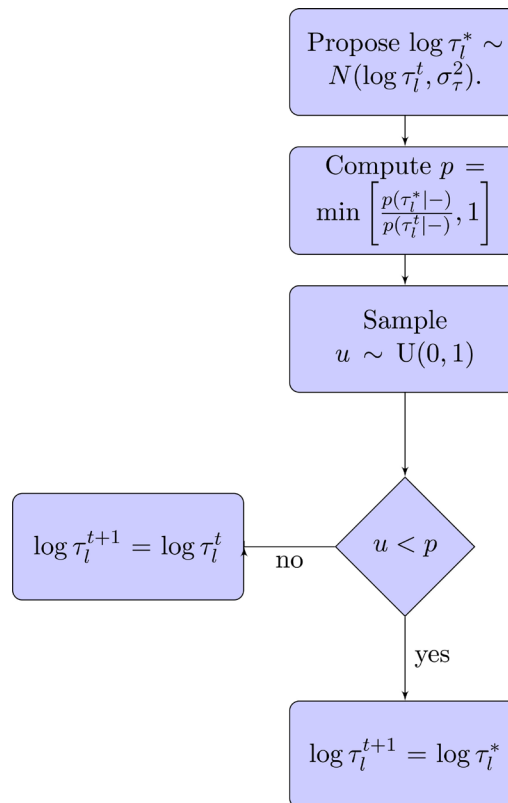 Propose log τ_l^* ∼
N(log τ_l^t, σ_τ^2).
Compute p =
min [p(τ_l^*|−)/p(τ_l^t|−), 1]
Sample
u ∼ U(0, 1)
u < p
no
log τ_l^{t+1} = log τ_l^t
yes
log τ_l^{t+1} = log τ_l^*